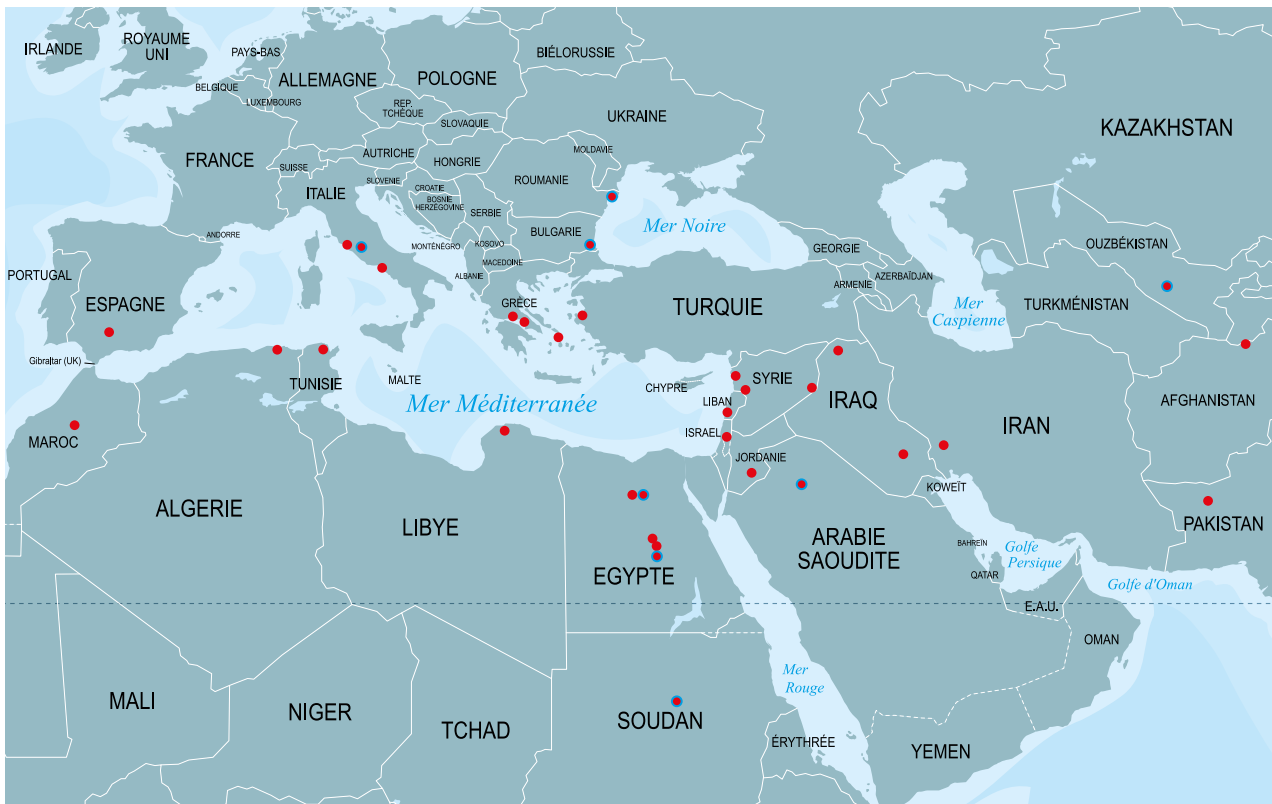 IRLANDE
ROYAUME
UNI
PAYS-BAS
BELGIQUE
LUXEMBOURG
ALLEMAGNE
POLOGNE
BIÉLORUSSIE
UKRAINE
KAZAKHSTAN
REP.
TCHÈQUE
SLOVAQUIE
FRANCE
SUISSE
AUTRICHE
HONGRIE
MOLDAVIE
ROUMANIE
ITALIE
SLOVENIE
CROATIE
BOSNIE
HERZÉGOVINE
SERBIE
BULGARIE
Mer Noire
ANDORRE
MONTÉNÉGRO
KOSOVO
MACEDOINE
ALBANIE
GEORGIE
ARMENIE
AZERBAÏDJAN
OUZBÉKISTAN
TURKMÉNISTAN
PORTUGAL
ESPAGNE
GRÈCE
TURQUIE
Mer
Caspienne
Gibraltar (UK)
TUNISIE
MALTE
Mer Méditerranée
CHYPRE
SYRIE
LIBAN
IRAQ
IRAN
AFGHANISTAN
MAROC
ISRAEL
JORDANIE
KOWEÏT
ALGERIE
LIBYE
EGYPTE
ARABIE
SAOUDITE
BAHREÏN
QATAR
Golfe
Persique
PAKISTAN
Golfe d'Oman
E.A.U.
OMAN
MALI
NIGER
TCHAD
SOUDAN
Mer
Rouge
ÉRYTHRÉE
YEMEN